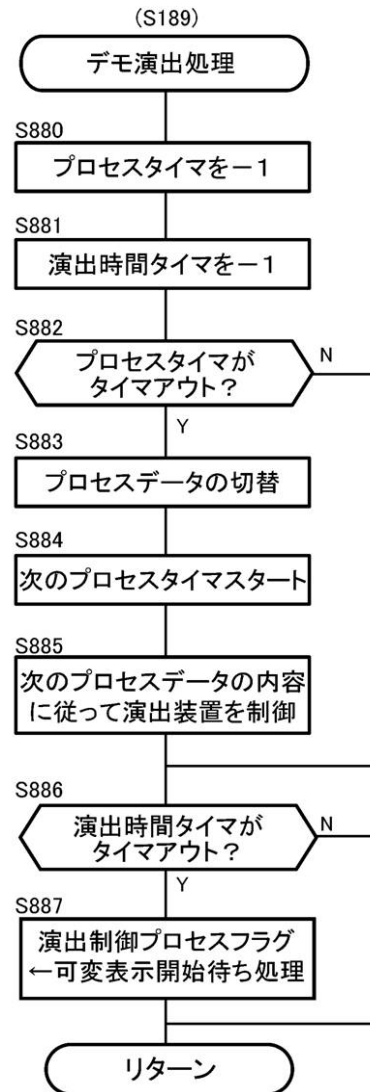 (S189)
デモ演出処理
S880
プロセスタイマを－1
S881
演出時間タイマを－1
S882
プロセスタイマが
タイマアウト？
N
Y
S883
プロセスデータの切替
S884
次のプロセスタイマスタート
S885
次のプロセスデータの内容
に従って演出装置を制御
S886
演出時間タイマが
タイマアウト？
N
Y
S887
演出制御プロセスフラグ
←可変表示開始待ち処理
リターン